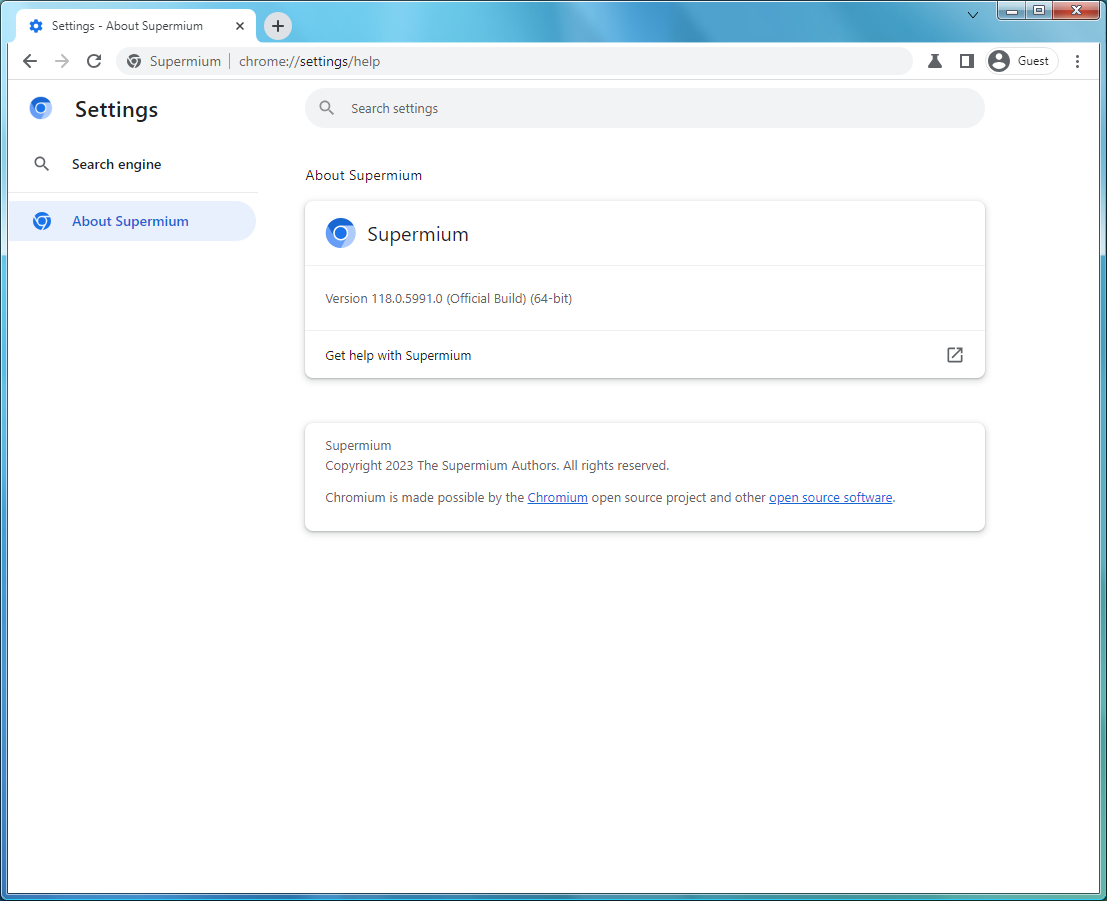 Settings - About Supermium
Supermium | chrome://settings/help
Guest
Settings
Search settings
Search engine
About Supermium
About Supermium
Supermium
Version 118.0.5991.0 (Official Build) (64-bit)
Get help with Supermium
Supermium
Copyright 2023 The Supermium Authors. All rights reserved.
Chromium is made possible by the Chromium open source project and other open source software.